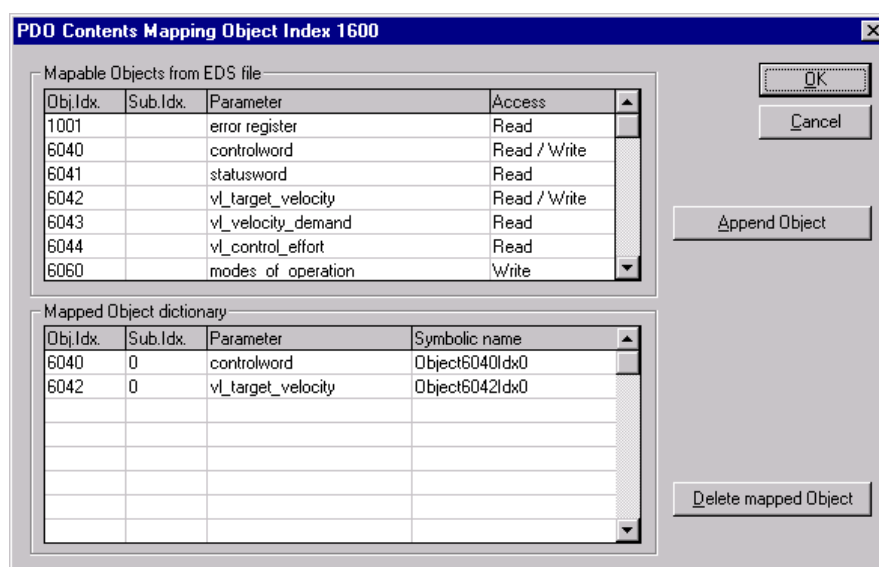 PDO Contents Mapping Object Index 1600
Mapable Objects from EDS file
Obj.Idx. Sub.Idx. Parameter Access
1001 error register Read
6040 controlword Read / Write
6041 statusword Read
6042 vl_target_velocity Read / Write
6043 vl_velocity_demand Read
6044 vl_control_effort Read
6060 modes_of_operation Write
OK
Cancel
Append Object
Mapped Object dictionary
Obj.Idx. Sub.Idx. Parameter Symbolic name
6040 0 controlword Object6040Idx0
6042 0 vl_target_velocity Object6042Idx0
Delete mapped Object